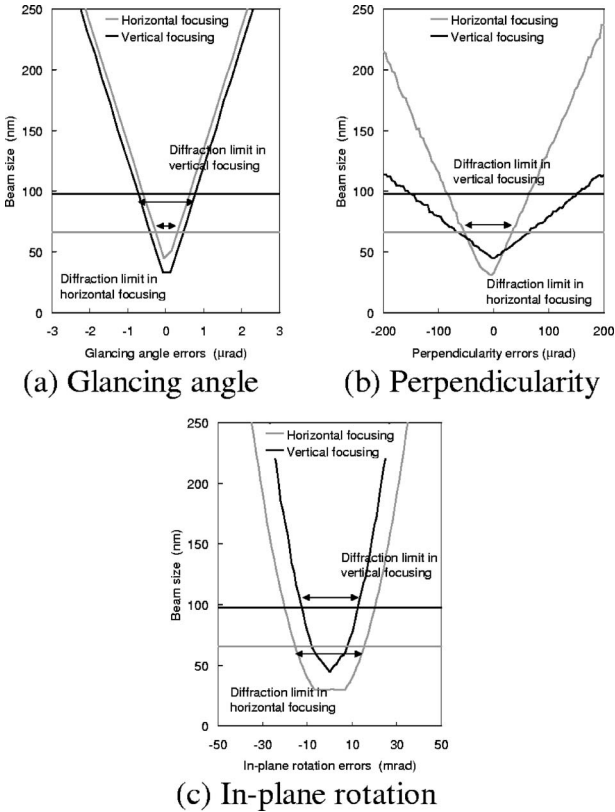 250
200
150
100
50
0
Beam size (nm)
Horizontal focusing
Vertical focusing
Diffraction limit in
vertical focusing
Diffraction limit in
horizontal focusing
-3 -2 -1 0 1 2 3
Glancing angle errors (μrad)
(a) Glancing angle
250
200
150
100
50
0
Beam size (nm)
Horizontal focusing
Vertical focusing
Diffraction limit in
vertical focusing
Diffraction limit in
horizontal focusing
-200 -100 0 100 200
Perpendicularity errors (μrad)
(b) Perpendicularity
250
200
150
100
50
0
Beam size (nm)
Horizontal focusing
Vertical focusing
Diffraction limit in
vertical focusing
Diffraction limit in
horizontal focusing
-50 -30 -10 10 30 50
In-plane rotation errors (mrad)
(c) In-plane rotation